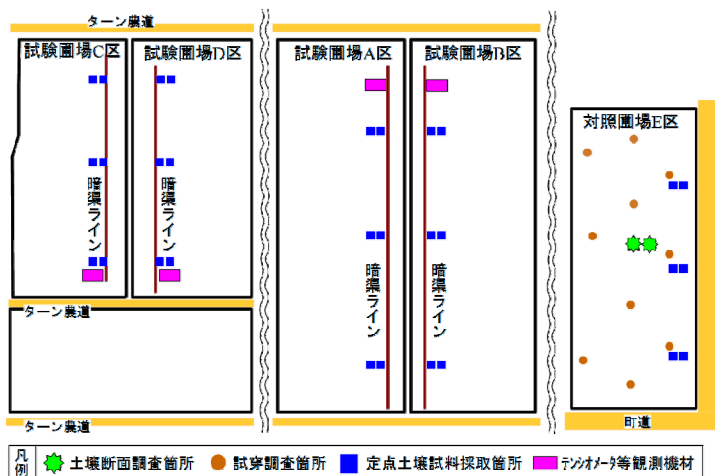 ターン農道
試験圃場C区
試験圃場D区
試験圃場A区
試験圃場B区
対照圃場E区
暗渠ライン
暗渠ライン
暗渠ライン
暗渠ライン
ターン農道
ターン農道
町道
凡例
土壌断面調査箇所
試穿調査箇所
定点土壌試料採取箇所
テンシオメータ等観測機材